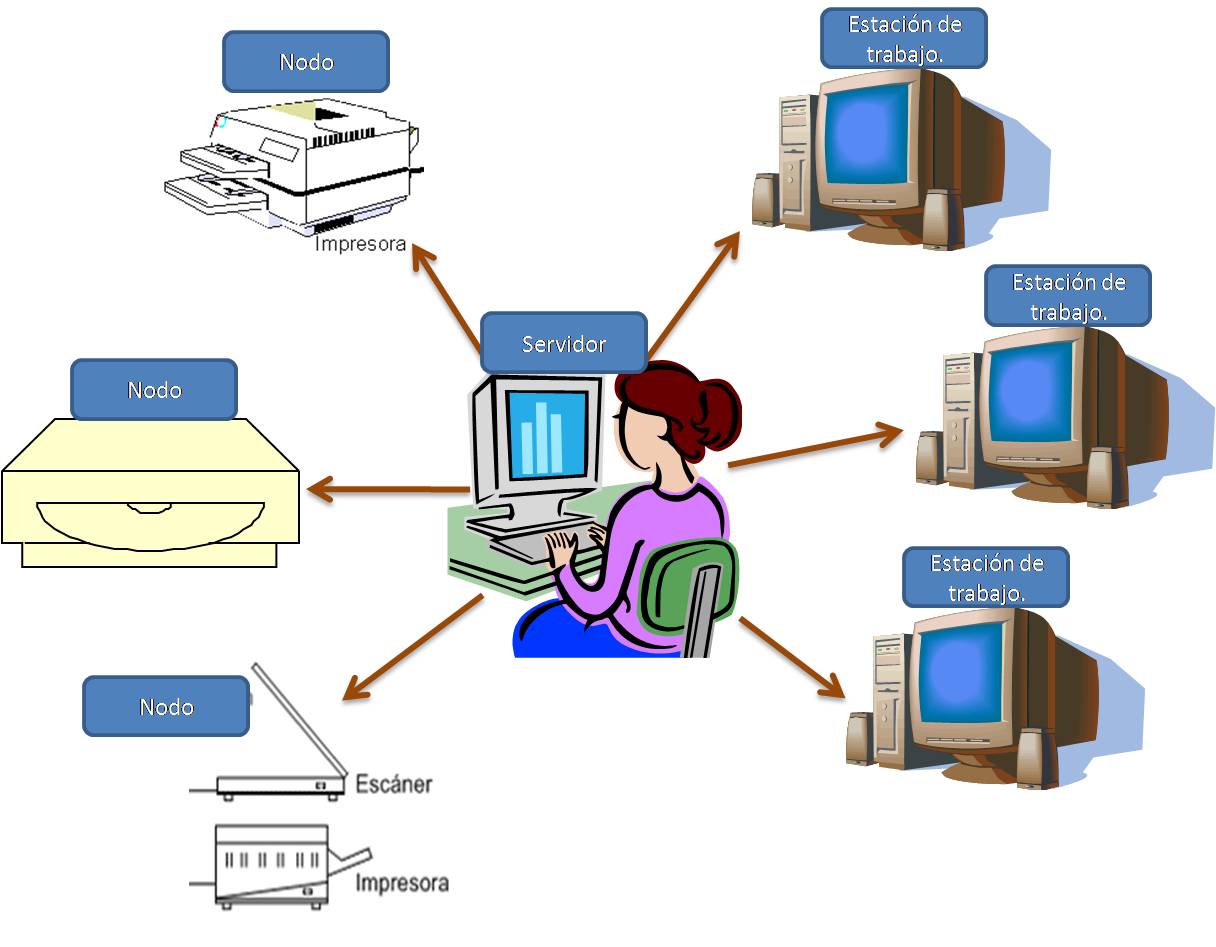 Nodo
Impresora
Estación de
trabajo.
Estación de
trabajo.
Servidor
Nodo
Estación de
trabajo.
Nodo
Escáner
Impresora